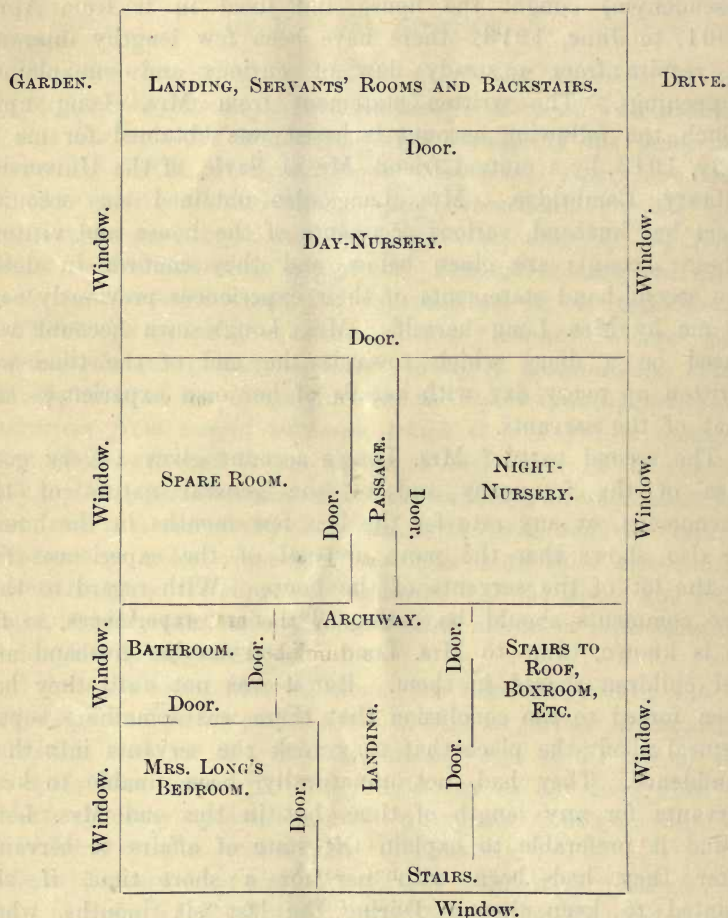 GARDEN. LANDING, SERVANTS' ROOMS AND BACKSTAIRS. DRIVE.
Door.
Window. DAY-NURSERY. Window.
Door.
Window. SPARE ROOM. Door. PASSAGE. Door. NIGHT-
NURSERY. Window.
ARCHWAY.
Window. BATHROOM. Door. Door. STAIRS TO
ROOF,
BOXROOM,
ETC.
Door. LANDING. Window.
Window. MRS. LONG'S
BEDROOM. Door. Door.
STAIRS.
Window.